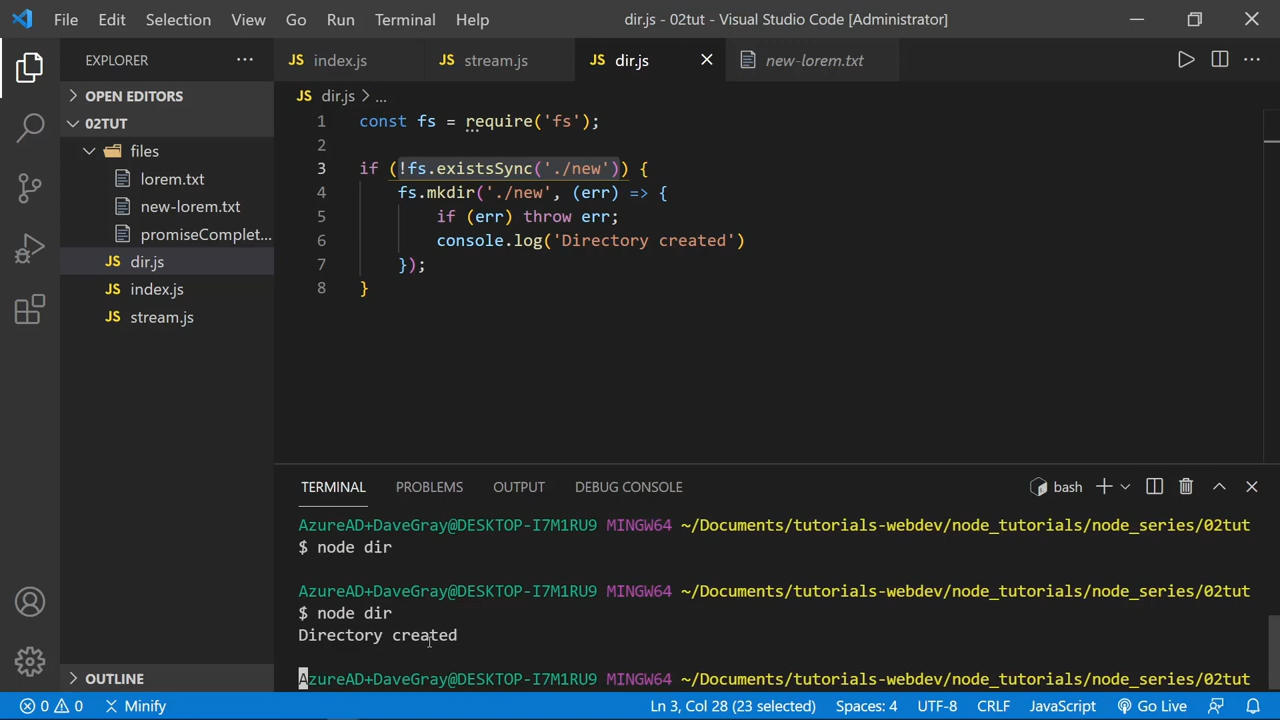 File Edit Selection View Go Run Terminal Help dir.js - 02tut - Visual Studio Code [Administrator]
EXPLORER
OPEN EDITORS
02TUT
files
lorem.txt
new-lorem.txt
promiseComplet...
JS dir.js
JS index.js
JS stream.js
OUTLINE
JS index.js JS stream.js JS dir.js new-lorem.txt
JS dir.js > ...
1 const fs = require('fs');
2
3 if (!fs.existsSync('./new')) {
4 fs.mkdir('./new', (err) => {
5 if (err) throw err;
6 console.log('Directory created')
7 });
8 }
TERMINAL PROBLEMS OUTPUT DEBUG CONSOLE bash
AzureAD+DaveGray@DESKTOP-I7M1RU9 MINGW64 ~/Documents/tutorials-webdev/node_tutorials/node_series/02tut
$ node dir
AzureAD+DaveGray@DESKTOP-I7M1RU9 MINGW64 ~/Documents/tutorials-webdev/node_tutorials/node_series/02tut
$ node dir
Directory created
AzureAD+DaveGray@DESKTOP-I7M1RU9 MINGW64 ~/Documents/tutorials-webdev/node_tutorials/node_series/02tut
0 0 Minify Ln 3, Col 28 (23 selected) Spaces: 4 UTF-8 CRLF JavaScript Go Live